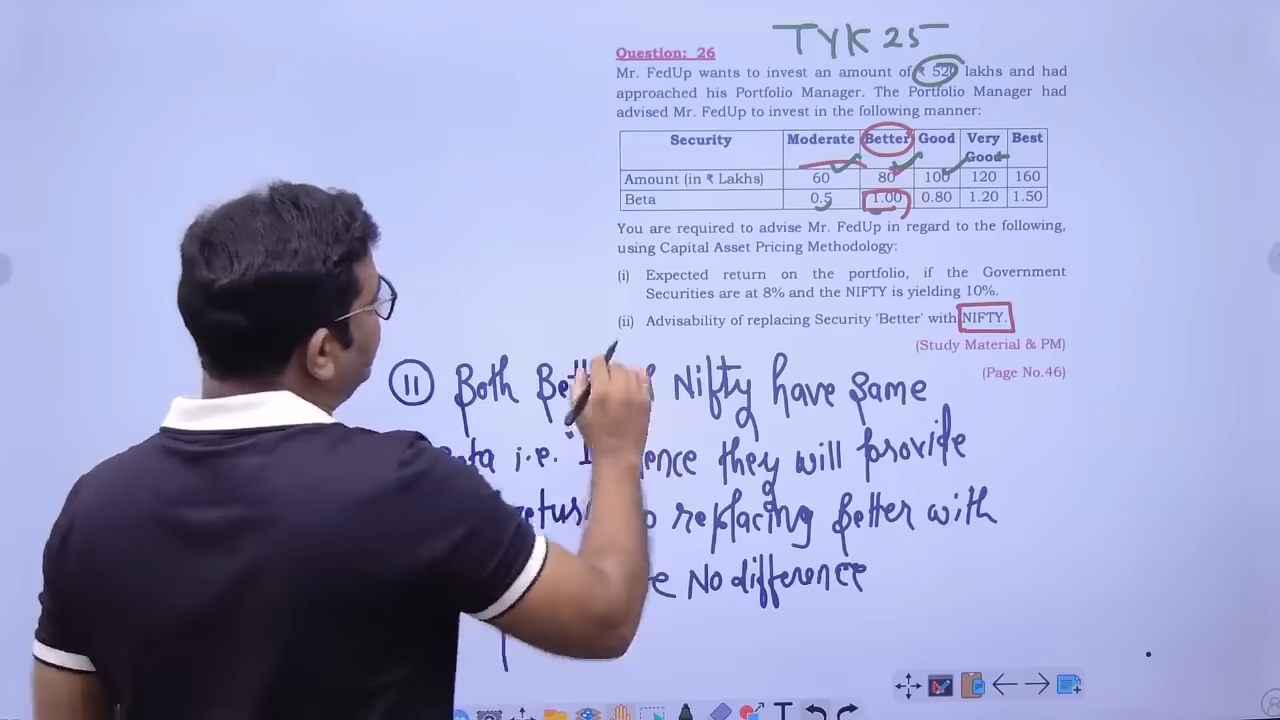 TYK 25
Question: 26
Mr. FedUp wants to invest an amount of ₹ 520 lakhs and had
approached his Portfolio Manager. The Portfolio Manager had
advised Mr. FedUp to invest in the following manner:
Security Moderate Better Good Very Good Best
Amount (in ₹ Lakhs) 60 80 100 120 160
Beta 0.5 1.00 0.80 1.20 1.50
You are required to advise Mr. FedUp in regard to the following,
using Capital Asset Pricing Methodology:
(i) Expected return on the portfolio, if the Government
Securities are at 8% and the NIFTY is yielding 10%.
(ii) Advisability of replacing Security 'Better' with NIFTY.
(Study Material & PM)
(Page No.46)
11 Both Nifty have same
i.e. they will provide
replacing Better with
No difference